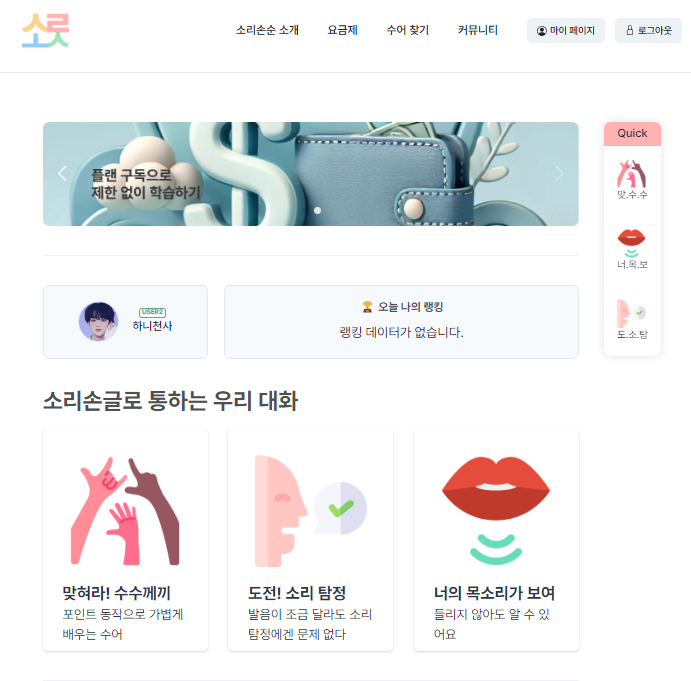 소롯
소리손순 소개
요금제
수어 찾기
커뮤니티
마이 페이지
로그아웃
플랜 구독으로
제한 없이 학습하기
Quick
맞.수.수
너.목.보
도.소.탐
USER2
하니천사
오늘 나의 랭킹
랭킹 데이터가 없습니다.
소리손글로 통하는 우리 대화
맞혀라! 수수께끼
포인트 동작으로 가볍게
배우는 수어
도전! 소리 탐정
발음이 조금 달라도 소리
탐정에겐 문제 없다
너의 목소리가 보여
들리지 않아도 알 수 있
어요